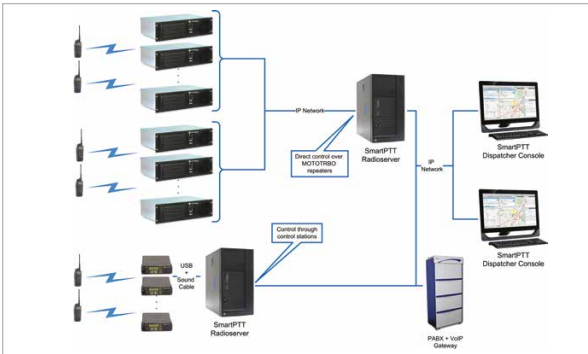 IP Network
SmartPTT
Radioserver
Direct control over
MOTOTRBO
repeaters
IP
Network
SmartPTT
Dispatcher Console
SmartPTT
Dispatcher Console
Control through
control stations
USB
+
Sound
Cable
SmartPTT
Radioserver
PABX + VoIP
Gateway